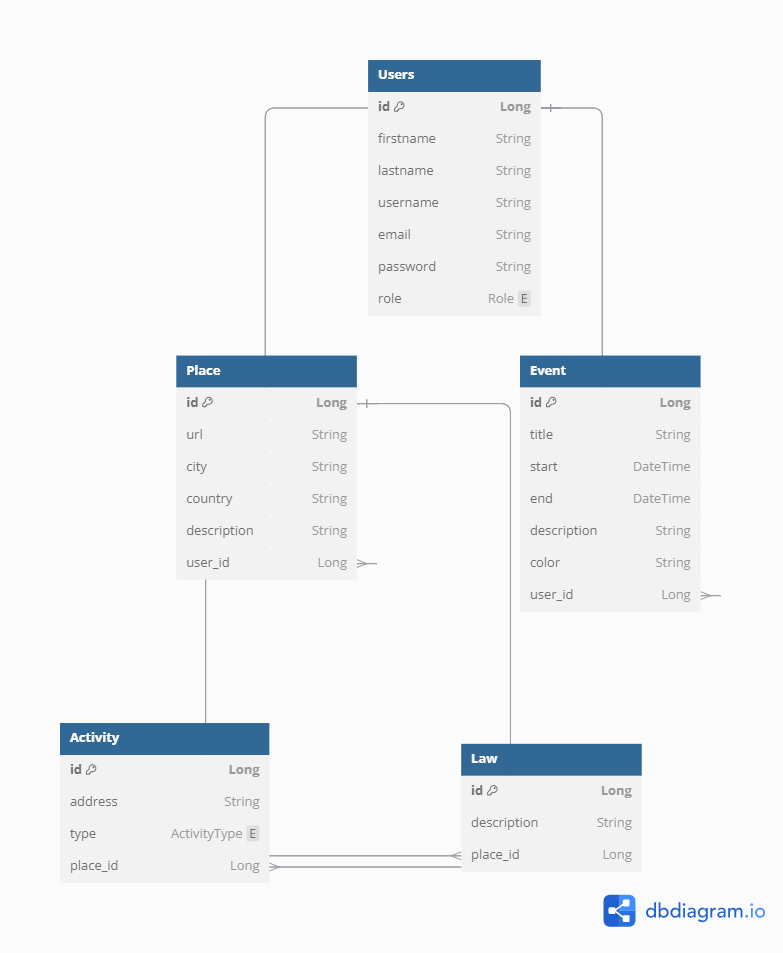 Users
id Long
firstname String
lastname String
username String
email String
password String
role Role E
Place
id Long
url String
city String
country String
description String
user_id Long
Event
id Long
title String
start DateTime
end DateTime
description String
color String
user_id Long
Activity
id Long
address String
type ActivityType E
place_id Long
Law
id Long
description String
place_id Long
dbdiagram.io